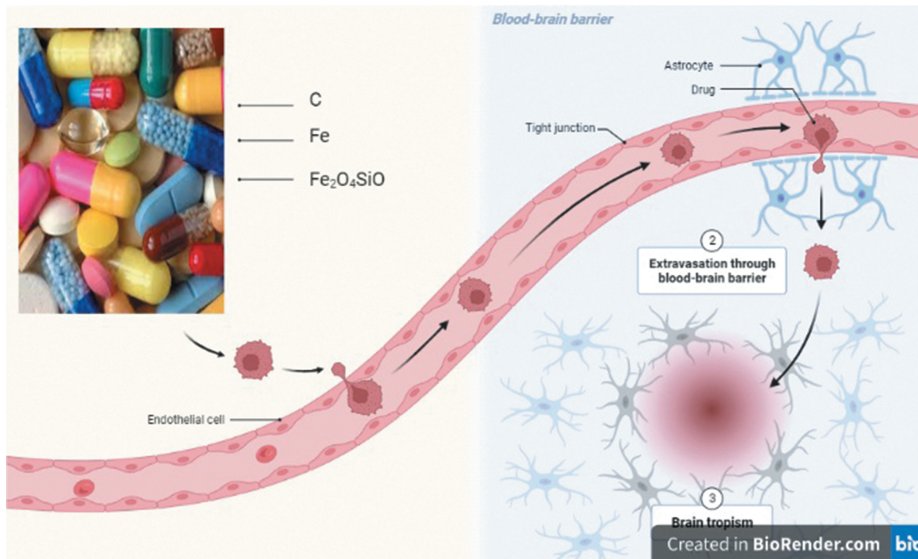 Blood-brain barrier
Astrocyte
Drug
Tight junction
C
Fe
Fe₂O₄SiO
2
Extravasation through
blood-brain barrier
Endothelial cell
3
Brain tropism
Created in BioRender.com